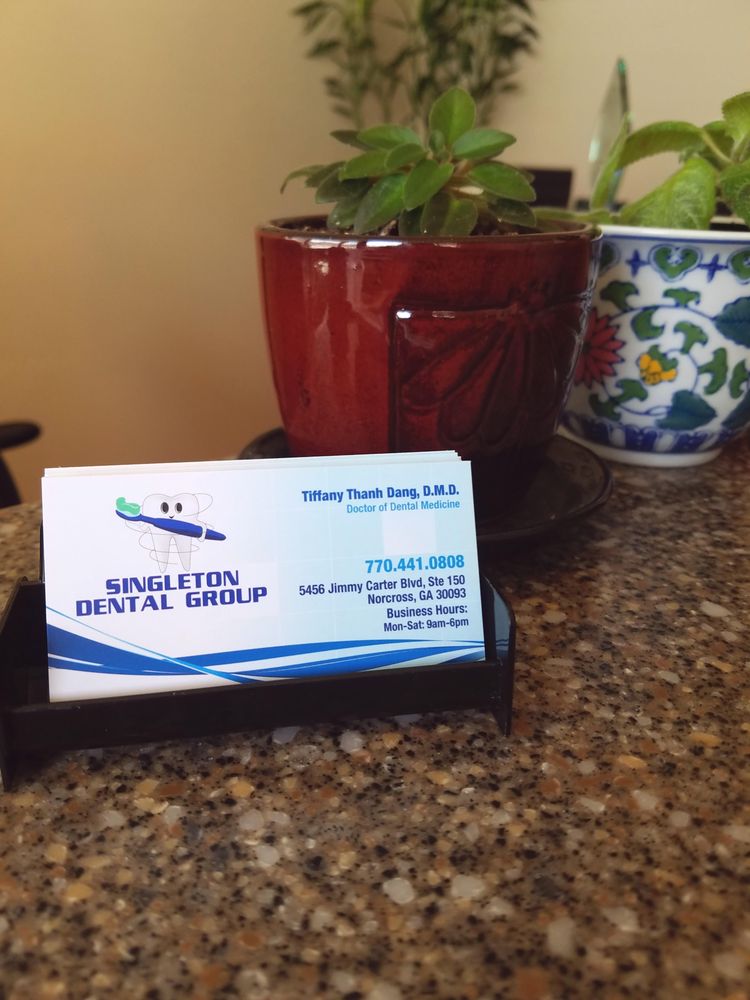 SINGLETON
DENTAL GROUP
Tiffany Thanh Dang, D.M.D.
Doctor of Dental Medicine
770.441.0808
5456 Jimmy Carter Blvd, Ste 150
Norcross, GA 30093
Business Hours:
Mon-Sat: 9am-6pm